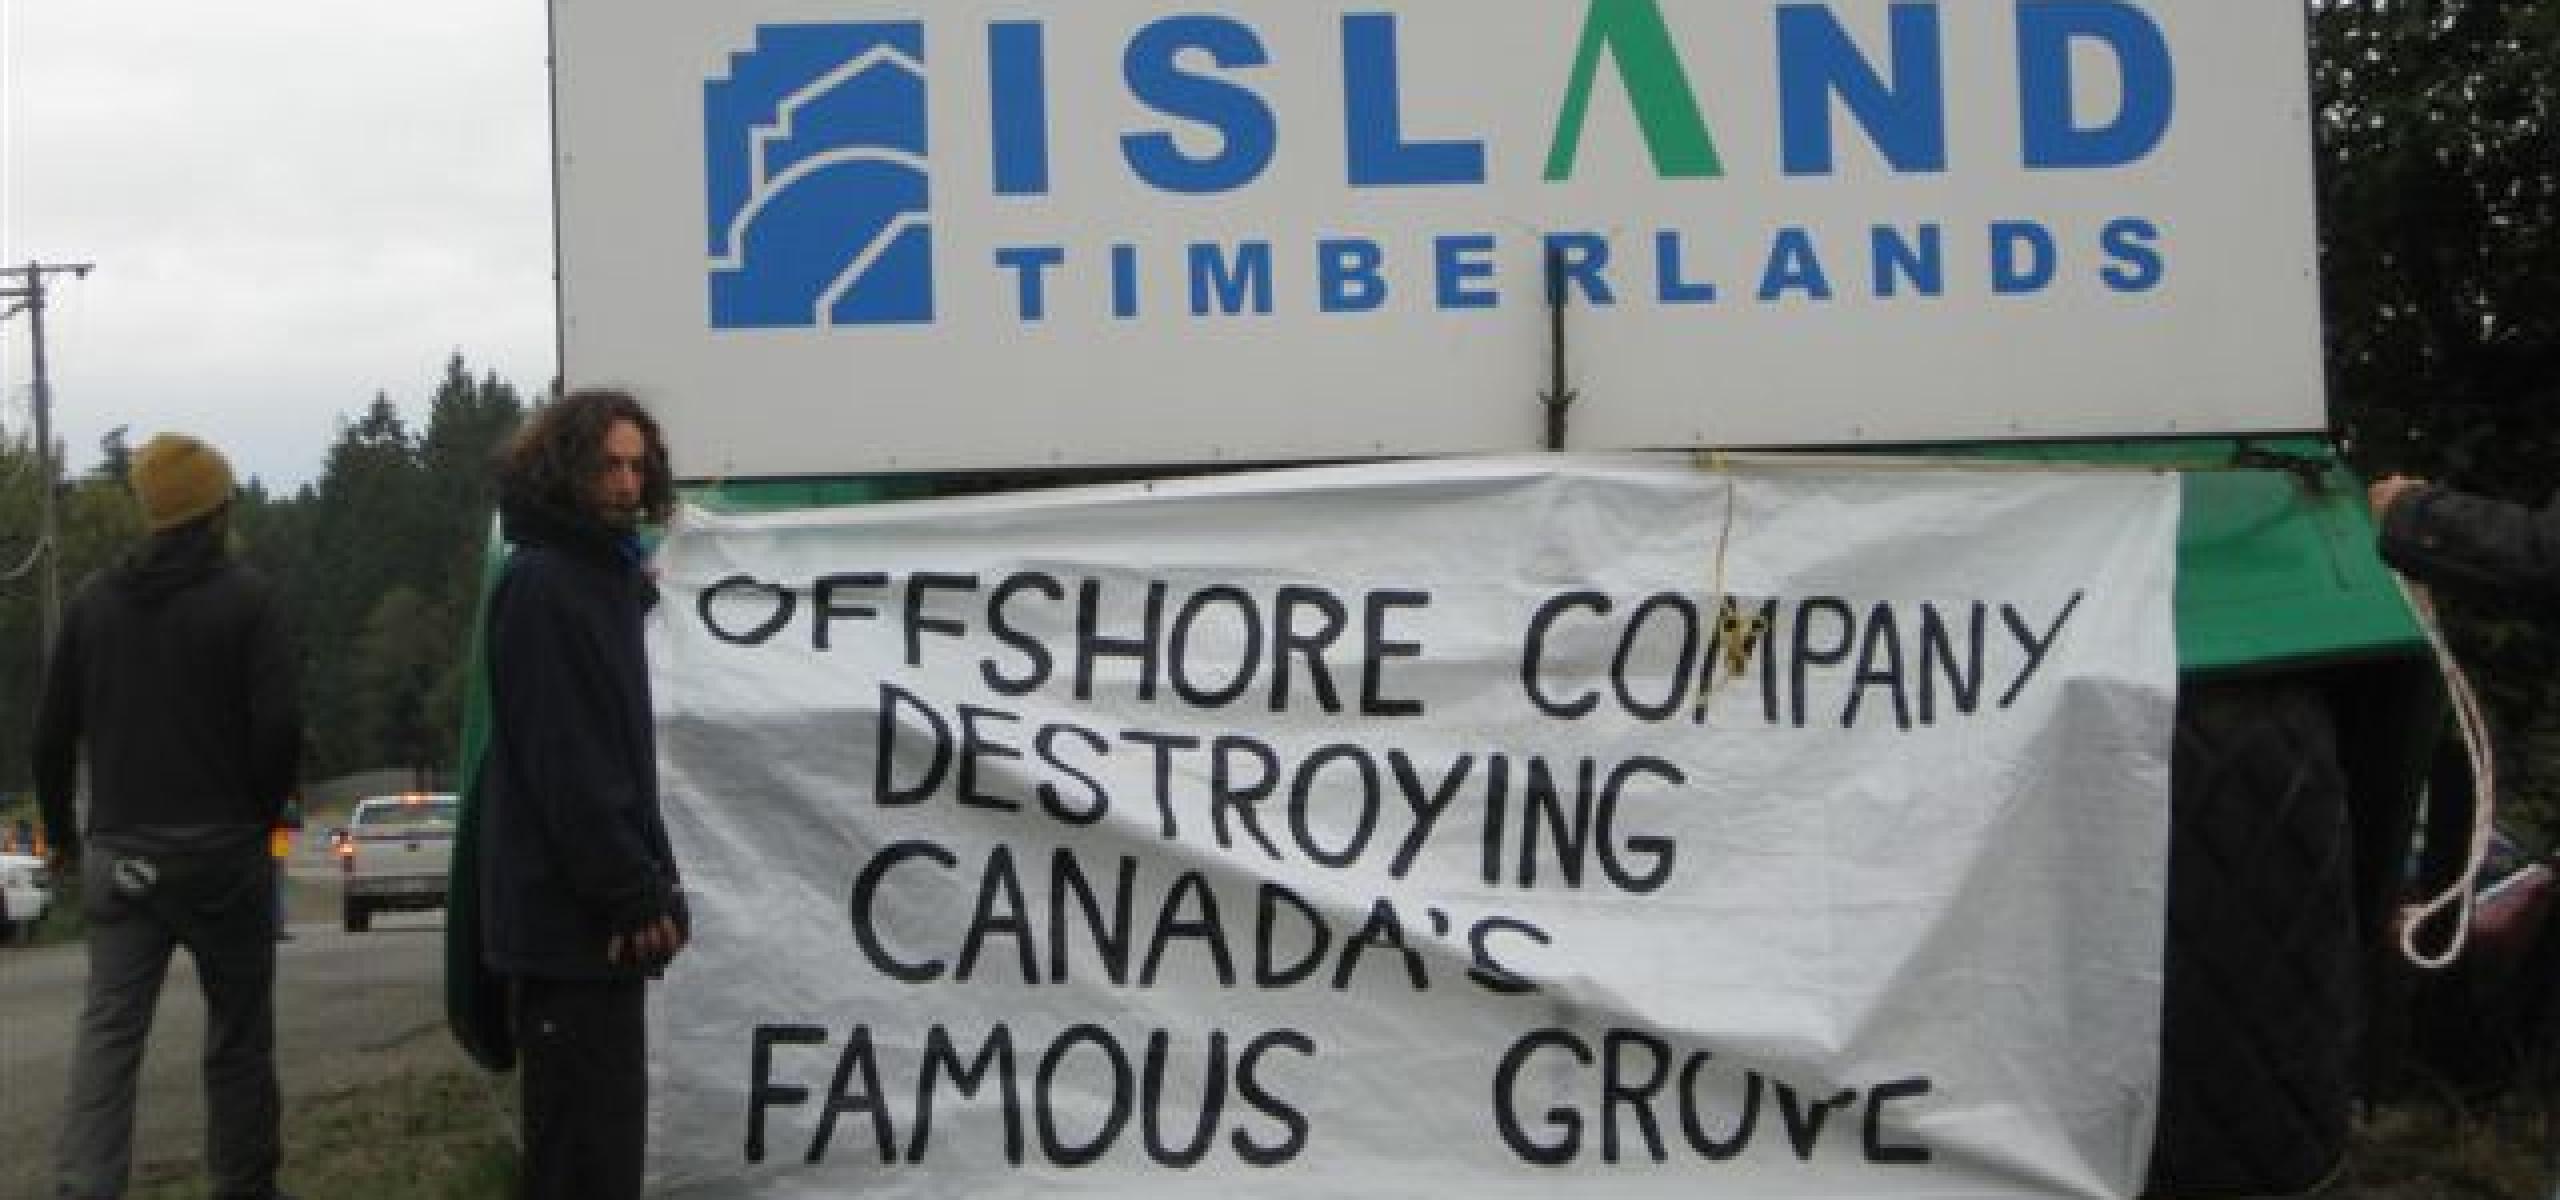 ISLAND
TIMBERLANDS
OFFSHORE COMPANY
DESTROYING
CANADA'S
FAMOUS GROVE